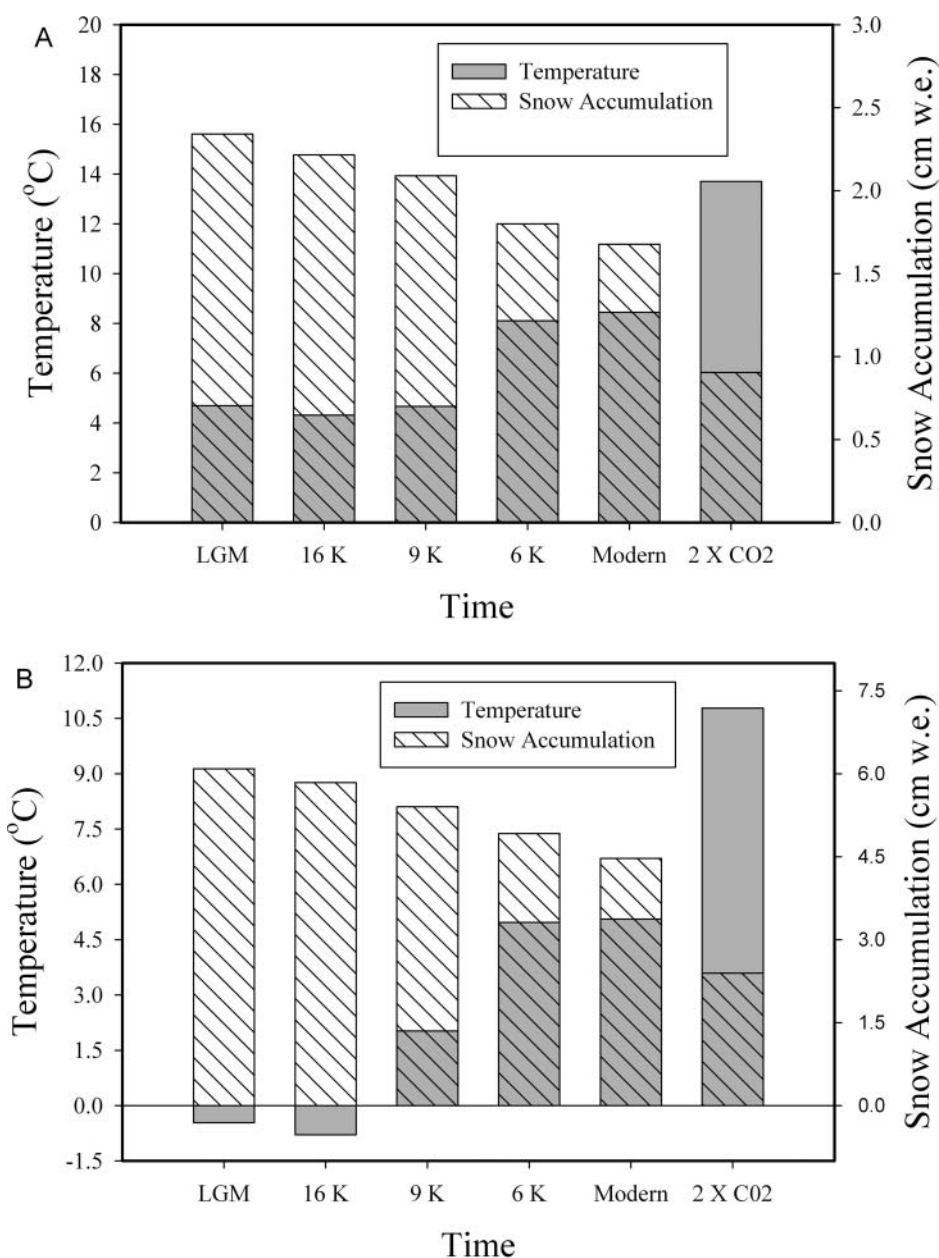 A
Temperature (°C)
20
18
16
14
12
10
8
6
4
2
0
Temperature
Snow Accumulation
3.0
2.5
2.0
1.5
1.0
0.5
0.0
Snow Accumulation (cm w.e.)
LGM 16 K 9 K 6 K Modern 2 X CO2
Time
B
Temperature (°C)
12.0
10.5
9.0
7.5
6.0
4.5
3.0
1.5
0.0
-1.5
Temperature
Snow Accumulation
7.5
6.0
4.5
3.0
1.5
0.0
Snow Accumulation (cm w.e.)
LGM 16 K 9 K 6 K Modern 2 X C02
Time